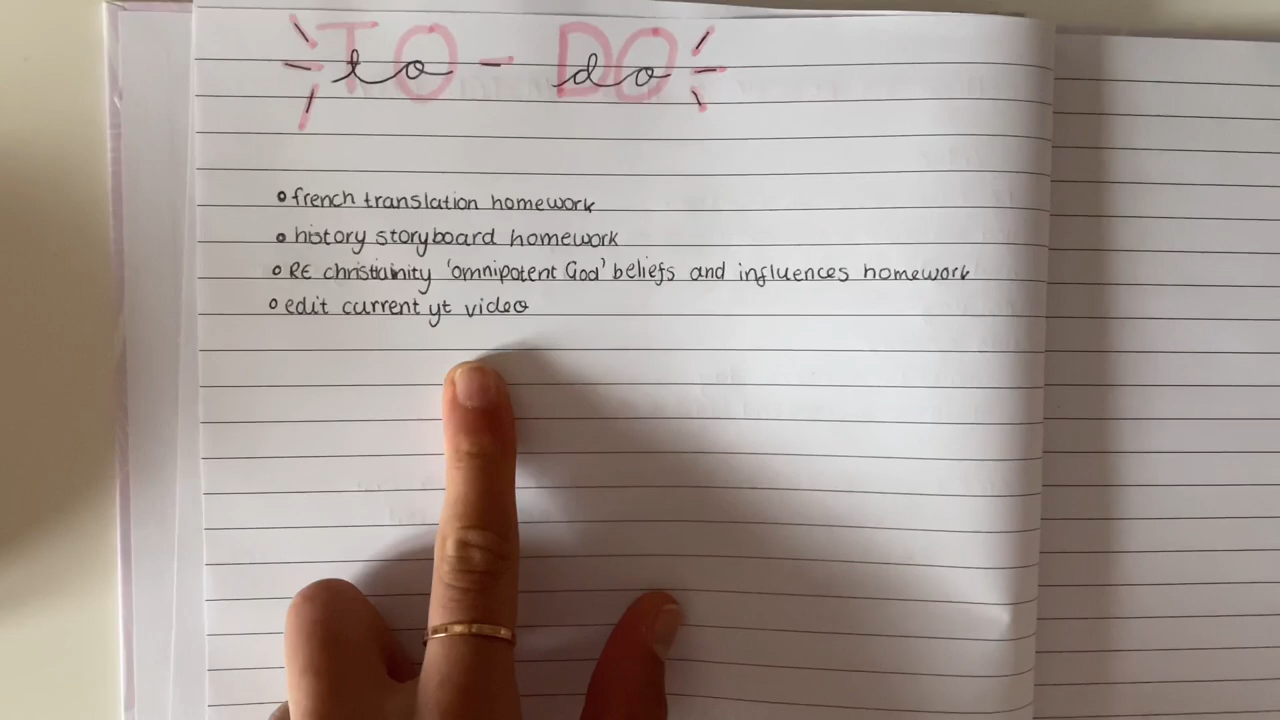 TO - DO
to - do
french translation homework
history storyboard homework
RE christiainity 'omnipotent God' beliefs and influences homework
edit current yt video